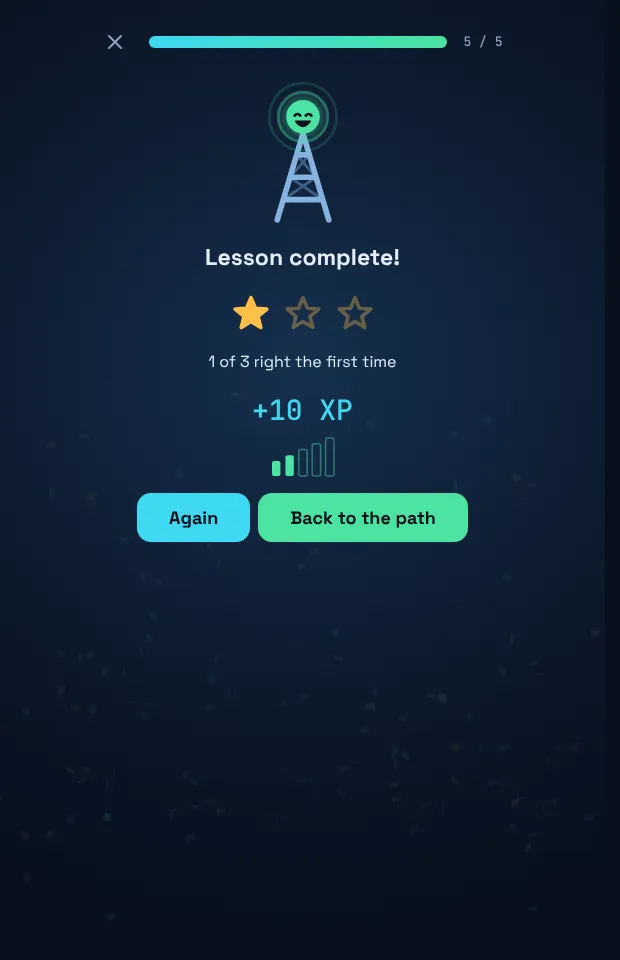 5 / 5
Lesson complete!
1 of 3 right the first time
+10 XP
Again
Back to the path